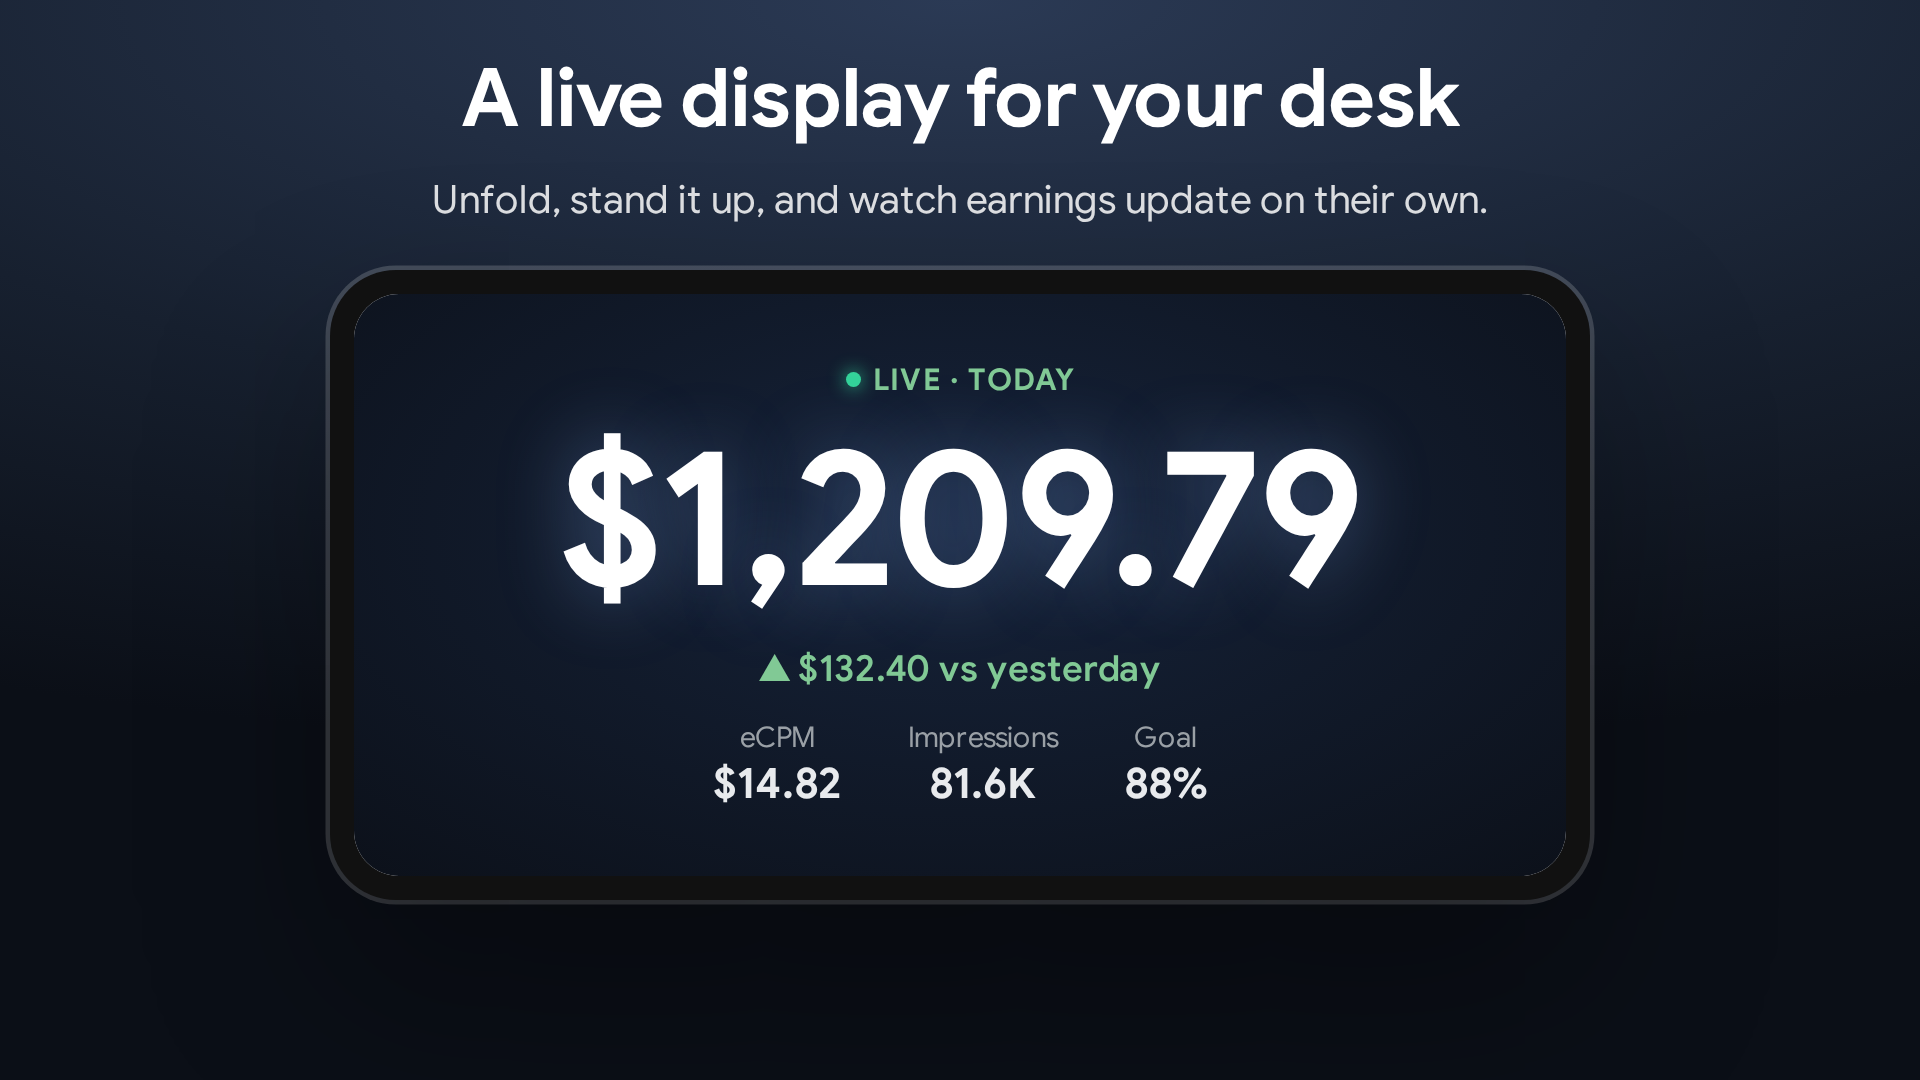 A live display for your desk
Unfold, stand it up, and watch earnings update on their own.
LIVE · TODAY
$1,209.79
▲ $132.40 vs yesterday
eCPM Impressions Goal
$14.82 81.6K 88%